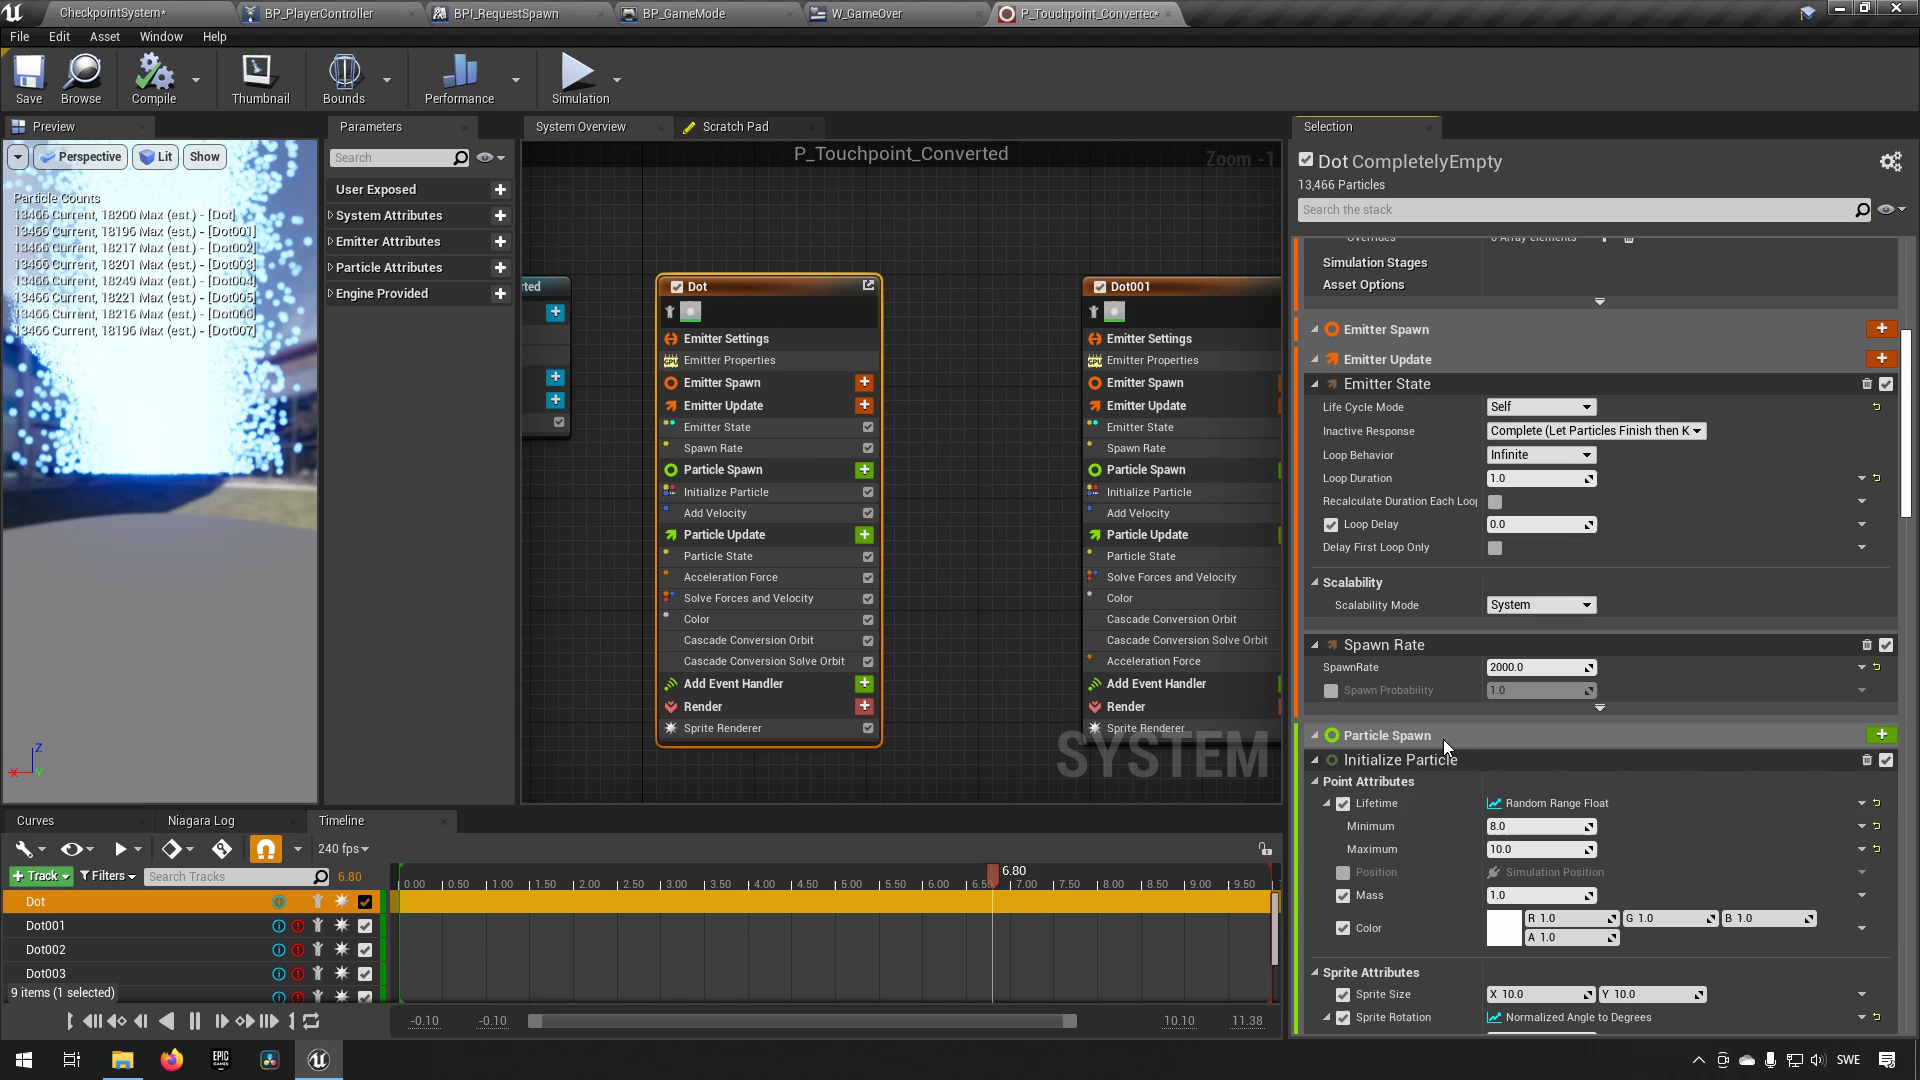 CheckpointSystem*
BP_PlayerController
BPI_RequestSpawn
BP_GameMode
W_GameOver
P_Touchpoint_Converted*
File
Edit
Asset
Window
Help
Save
Browse
Compile
Thumbnail
Bounds
Performance
Simulation
Preview
Perspective
Lit
Show
Particle Counts
13466 Current, 18200 Max (est.) - [Dot]
13466 Current, 18196 Max (est.) - [Dot001]
13466 Current, 18217 Max (est.) - [Dot002]
13466 Current, 18201 Max (est.) - [Dot003]
13466 Current, 18249 Max (est.) - [Dot004]
13466 Current, 18221 Max (est.) - [Dot005]
13466 Current, 18216 Max (est.) - [Dot006]
13466 Current, 18196 Max (est.) - [Dot007]
Z
X
Y
Parameters
Search
User Exposed
System Attributes
Emitter Attributes
Particle Attributes
Engine Provided
System Overview
Scratch Pad
P_Touchpoint_Converted
Zoom -1
rted
Dot
Emitter Settings
GPU Emitter Properties
Emitter Spawn
Emitter Update
Emitter State
Spawn Rate
Particle Spawn
Initialize Particle
Add Velocity
Particle Update
Particle State
Acceleration Force
Solve Forces and Velocity
Color
Cascade Conversion Orbit
Cascade Conversion Solve Orbit
Add Event Handler
Render
Sprite Renderer
Dot001
Emitter Settings
GPU Emitter Properties
Emitter Spawn
Emitter Update
Emitter State
Spawn Rate
Particle Spawn
Initialize Particle
Add Velocity
Particle Update
Particle State
Solve Forces and Velocity
Color
Cascade Conversion Orbit
Cascade Conversion Solve Orbit
Acceleration Force
Add Event Handler
Render
Sprite Renderer
SYSTEM
Selection
Dot CompletelyEmpty
13,466 Particles
Search the stack
Overrides 0 Array elements
Simulation Stages
Asset Options
Emitter Spawn
Emitter Update
Emitter State
Life Cycle Mode Self
Inactive Response Complete (Let Particles Finish then K
Loop Behavior Infinite
Loop Duration 1.0
Recalculate Duration Each Loop
Loop Delay 0.0
Delay First Loop Only
Scalability
Scalability Mode System
Spawn Rate
SpawnRate 2000.0
Spawn Probability 1.0
Particle Spawn
Initialize Particle
Point Attributes
Lifetime Random Range Float
Minimum 8.0
Maximum 10.0
Position Simulation Position
Mass 1.0
Color R 1.0 G 1.0 B 1.0
A 1.0
Sprite Attributes
Sprite Size X 10.0 Y 10.0
Sprite Rotation Normalized Angle to Degrees
Curves
Niagara Log
Timeline
240 fps
Track
Filters
Search Tracks
6.80
6.80
0.00 0.50 1.00 1.50 2.00 2.50 3.00 3.50 4.00 4.50 5.00 5.50 6.00 6.50 7.00 7.50 8.00 8.50 9.00 9.50
Dot
Dot001
Dot002
Dot003
9 items (1 selected)
-0.10 -0.10 10.10 11.38
EPIC GAMES
SWE